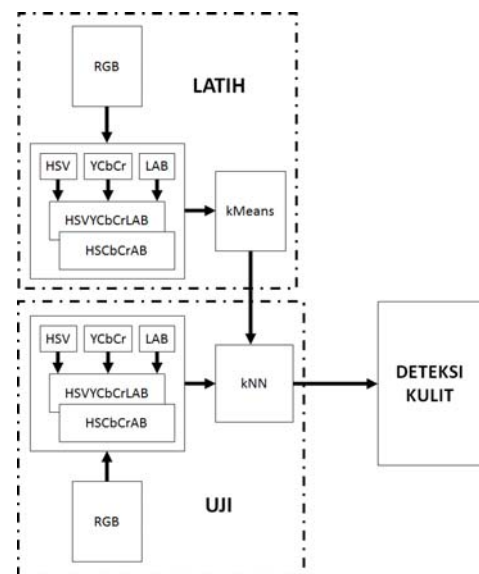 RGB
LATIH
HSV YCbCr LAB
HSVYCbCrLAB
HSCbCrAB
kMeans
HSV YCbCr LAB
HSVYCbCrLAB
HSCbCrAB
kNN
DETEKSI
KULIT
RGB
UJI